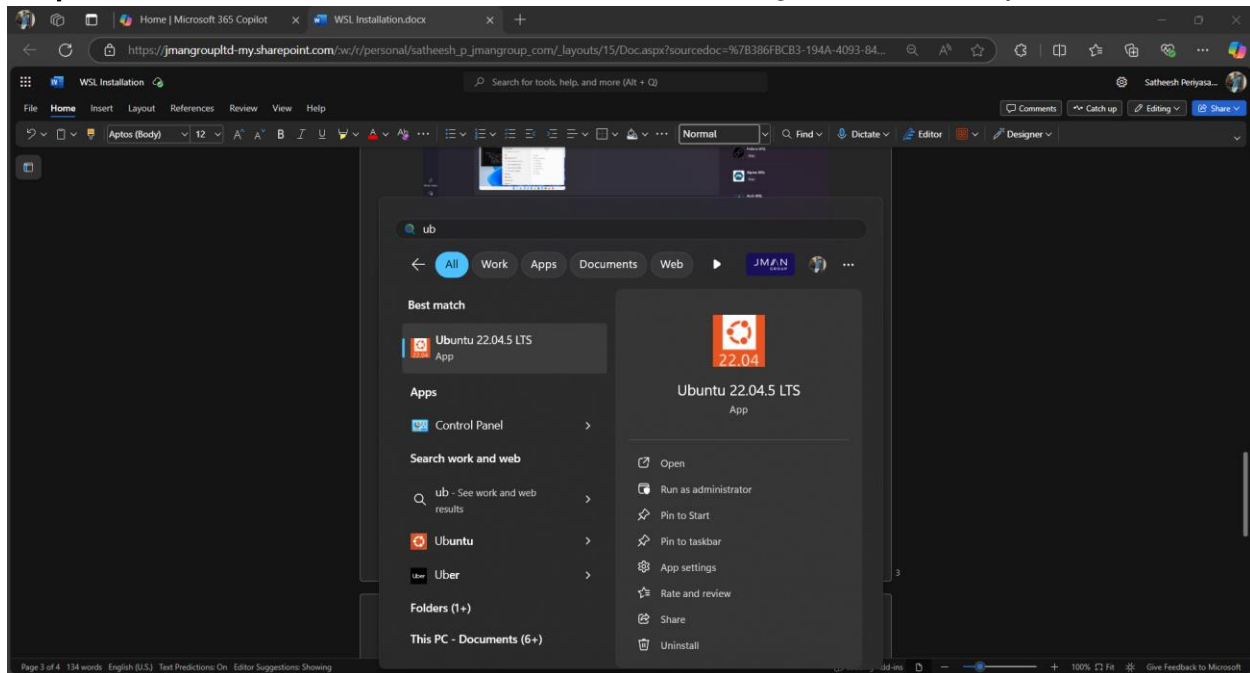 Home | Microsoft 365 Copilot
WSL Installation.docx
https://jmangroupltd-my.sharepoint.com/:w:/r/personal/satheesh_p_jmangroup_com/_layouts/15/Doc.aspx?sourcedoc=%7B386FBCB3-194A-4093-84...
WSL Installation
Search for tools, help, and more (Alt + Q)
Satheesh Periyasa...
File Home Insert Layout References Review View Help
Comments Catch up Editing Share
Aptos (Body) 12 Normal Find Dictate Editor Designer
ub
All Work Apps Documents Web JMAN GROUP
Best match
Ubuntu 22.04.5 LTS
App
22.04
Ubuntu 22.04.5 LTS
App
Apps
Control Panel
Search work and web
ub - See work and web
results
Ubuntu
Uber
Folders (1+)
This PC - Documents (6+)
Open
Run as administrator
Pin to Start
Pin to taskbar
App settings
Rate and review
Share
Uninstall
3
Page 3 of 4 134 words English (U.S.) Text Predictions: On Editor Suggestions: Showing
100% Fit Give Feedback to Microsoft